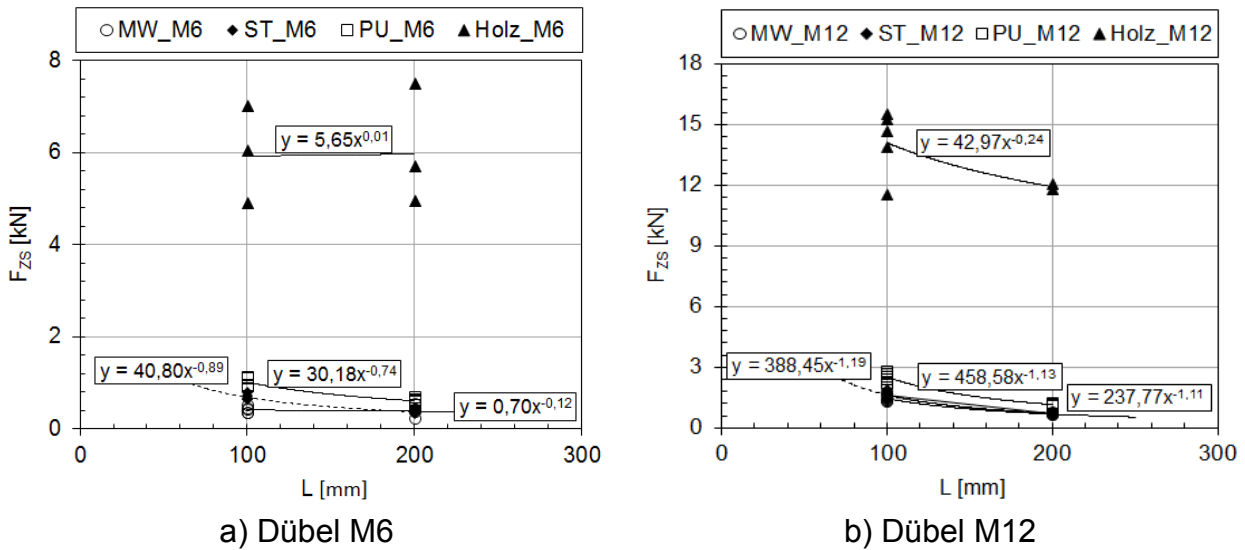 MW_M6 ST_M6 PU_M6 Holz_M6
8
6
4
2
0
F_ZS [kN]
y = 5,65x^0,01
y = 40,80x^-0,89
y = 30,18x^-0,74
y = 0,70x^-0,12
0 100 200 300
L [mm]
a) Dübel M6
MW_M12 ST_M12 PU_M12 Holz_M12
18
15
12
9
6
3
0
F_ZS [kN]
y = 42,97x^-0,24
y = 388,45x^-1,19
y = 458,58x^-1,13
y = 237,77x^-1,11
0 100 200 300
L [mm]
b) Dübel M12